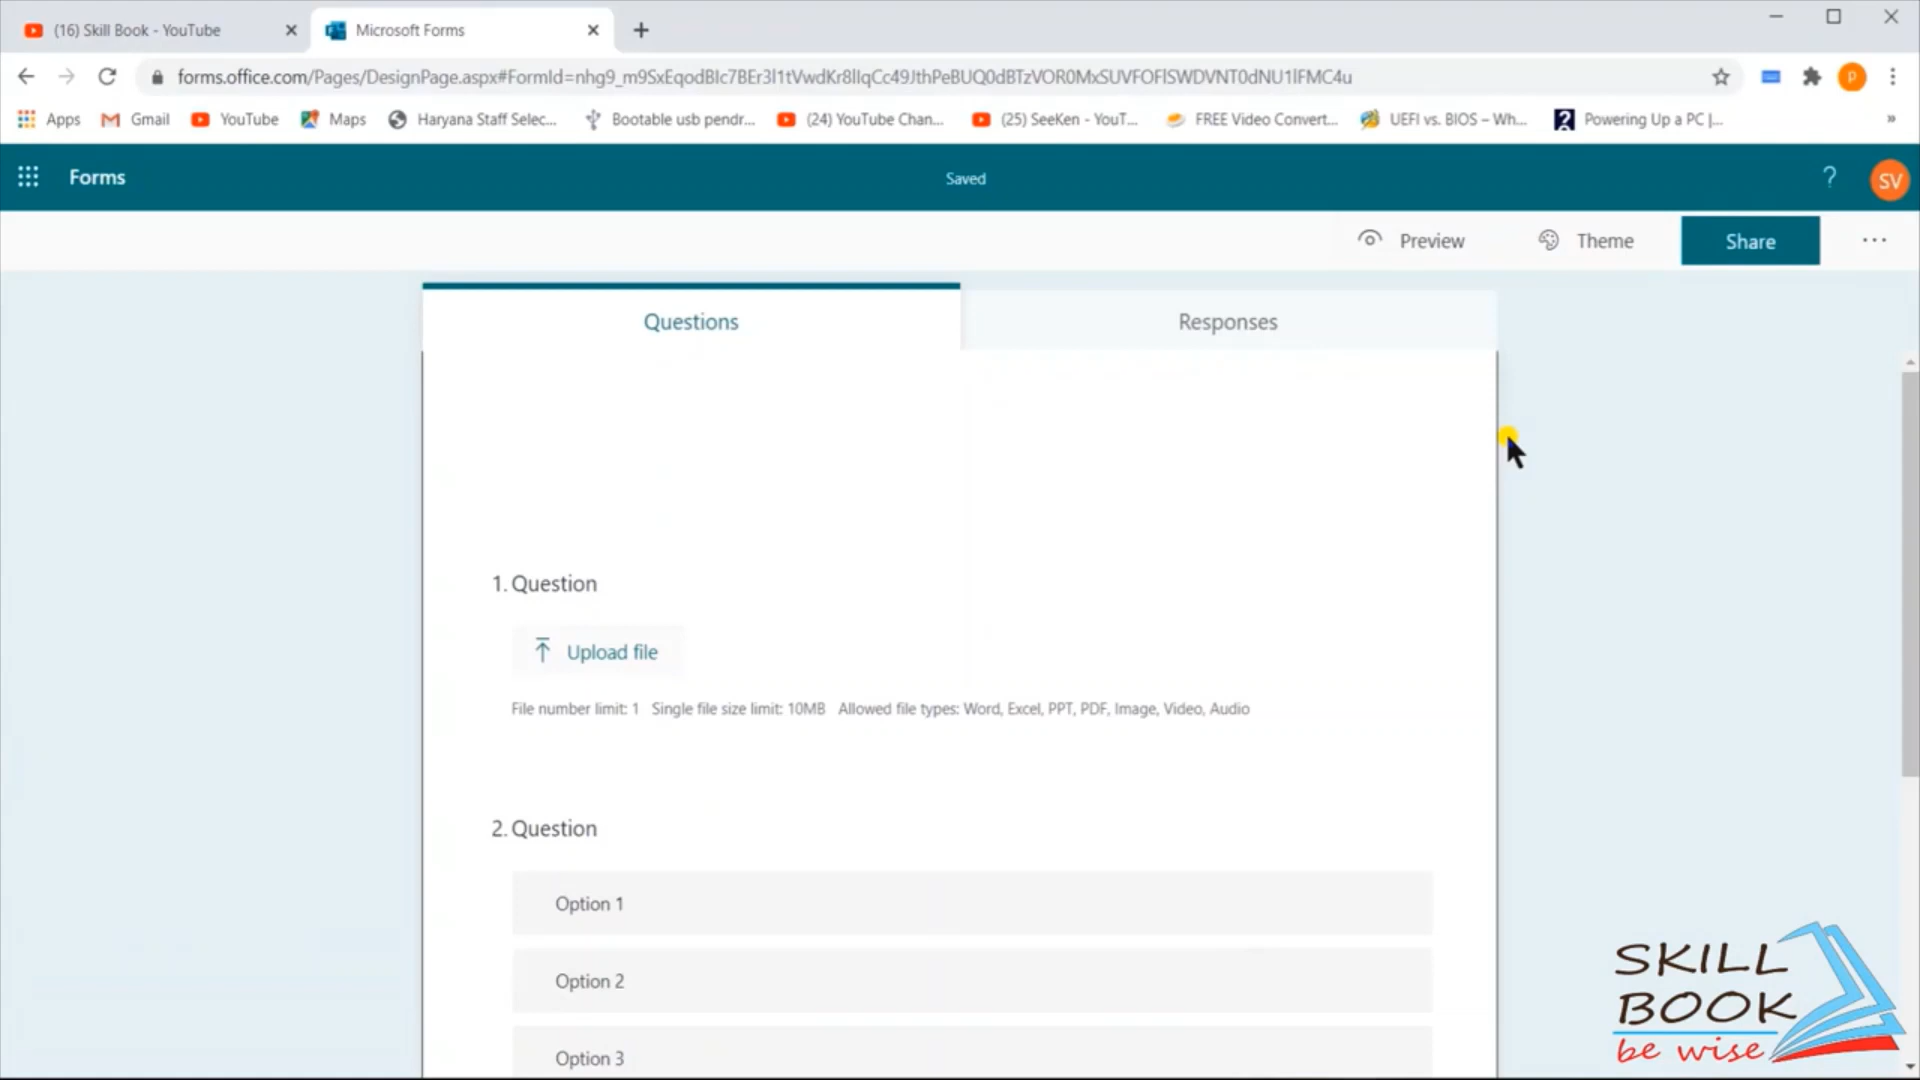 (16) Skill Book - YouTube
Microsoft Forms
forms.office.com/Pages/DesignPage.aspx#FormId=nhg9_m9SxEqodBIc7BEr3l1tVwdKr8lIqCc49JthPeBUQ0dBTzVOR0MxSUVFOFlSWDVNT0dNU1lFMC4u
P
Apps
Gmail
YouTube
Maps
Haryana Staff Selec...
Bootable usb pendr...
(24) YouTube Chan...
(25) SeeKen - YouT...
FREE Video Convert...
UEFI vs. BIOS – Wh...
Powering Up a PC |...
»
Forms
Saved
?
SV
Preview
Theme
Share
...
Questions
Responses
1. Question
Upload file
File number limit: 1 Single file size limit: 10MB Allowed file types: Word, Excel, PPT, PDF, Image, Video, Audio
2. Question
Option 1
Option 2
Option 3
SKILL
BOOK
be wise